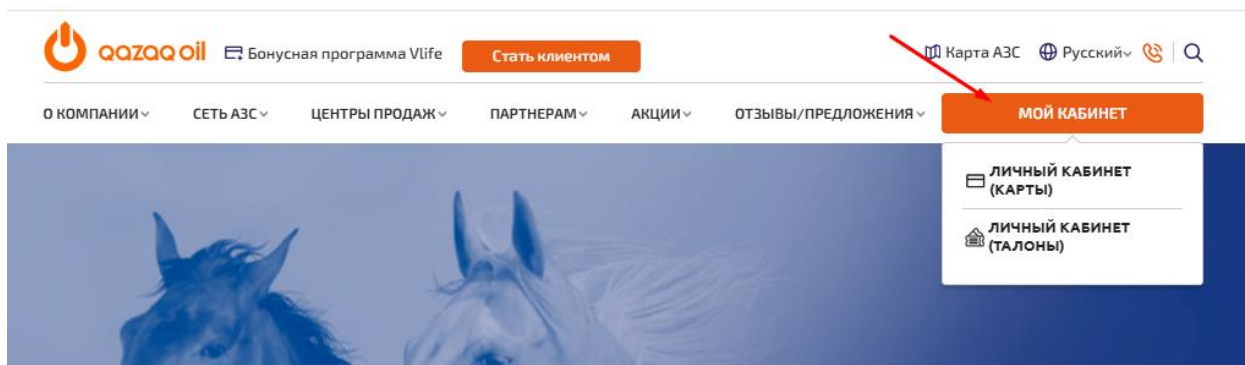 qazaq oil
Бонусная программа Vlife
Стать клиентом
Карта АЗС
Русский
О КОМПАНИИ
СЕТЬ АЗС
ЦЕНТРЫ ПРОДАЖ
ПАРТНЕРАМ
АКЦИИ
ОТЗЫВЫ/ПРЕДЛОЖЕНИЯ
МОЙ КАБИНЕТ
ЛИЧНЫЙ КАБИНЕТ
(КАРТЫ)
ЛИЧНЫЙ КАБИНЕТ
(ТАЛОНЫ)